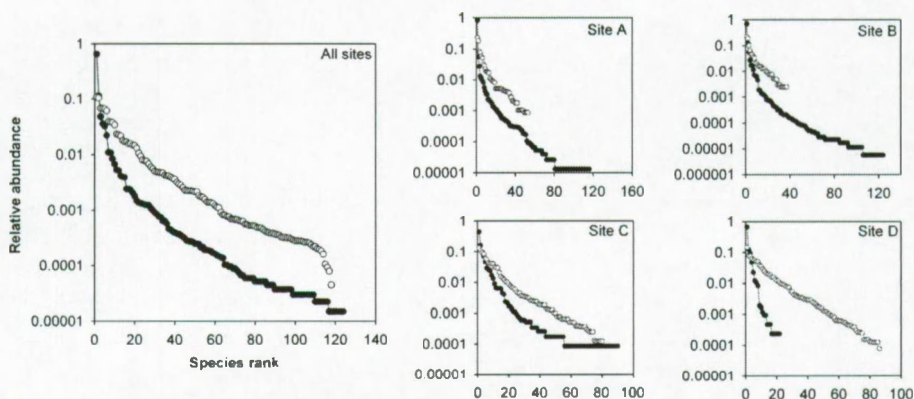 All sites
Relative abundance
1
0.1
0.01
0.001
0.0001
0.00001
0 20 40 60 80 100 120 140
Species rank
Site A
1
0.1
0.01
0.001
0.0001
0.00001
0 40 80 120 160
Site B
1
0.1
0.01
0.001
0.0001
0.00001
0.000001
0 40 80 120
Site C
1
0.1
0.01
0.001
0.0001
0.00001
0 20 40 60 80 100
Site D
1
0.1
0.01
0.001
0.0001
0.00001
0 20 40 60 80 100